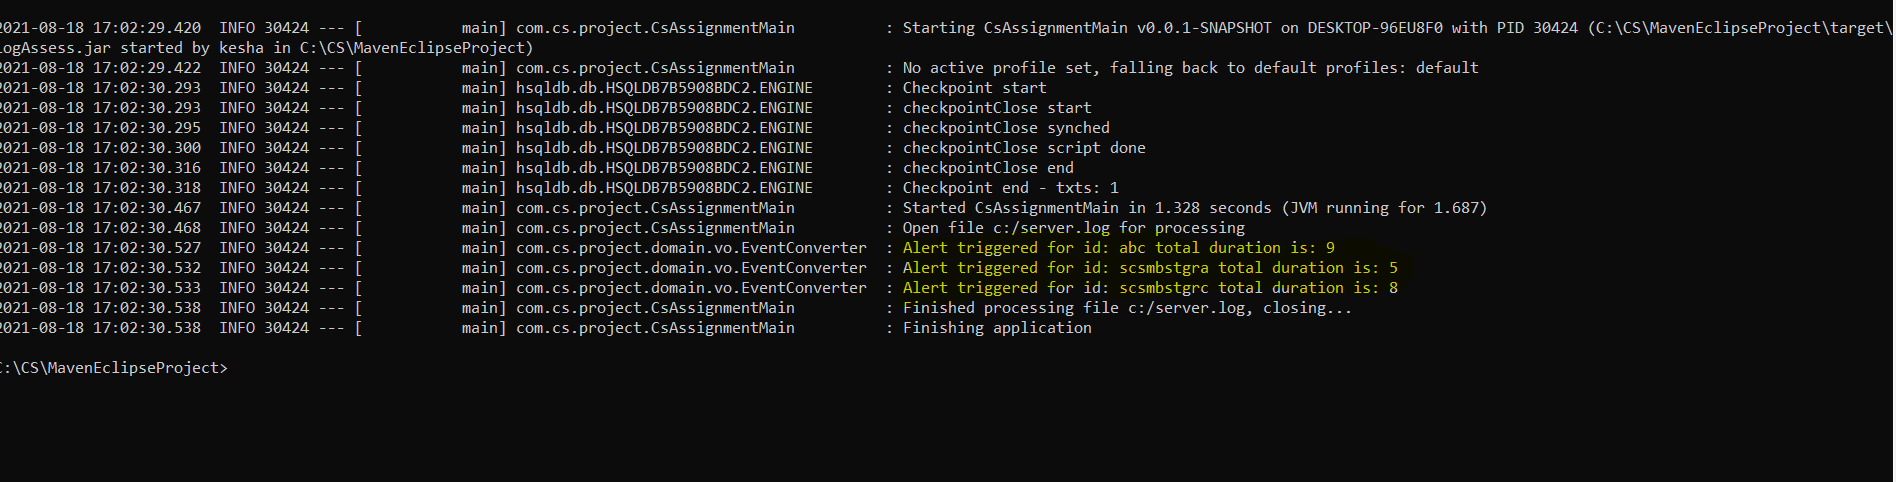 2021-08-18 17:02:29.420  INFO 30424 --- [           main] com.cs.project.CsAssignmentMain          : Starting CsAssignmentMain v0.0.1-SNAPSHOT on DESKTOP-96EU8F0 with PID 30424 (C:\CS\MavenEclipseProject\target\
LogAssess.jar started by kesha in C:\CS\MavenEclipseProject)
2021-08-18 17:02:29.422  INFO 30424 --- [           main] com.cs.project.CsAssignmentMain          : No active profile set, falling back to default profiles: default
2021-08-18 17:02:30.293  INFO 30424 --- [           main] hsqldb.db.HSQLDB7B5908BDC2.ENGINE        : Checkpoint start
2021-08-18 17:02:30.293  INFO 30424 --- [           main] hsqldb.db.HSQLDB7B5908BDC2.ENGINE        : checkpointClose start
2021-08-18 17:02:30.295  INFO 30424 --- [           main] hsqldb.db.HSQLDB7B5908BDC2.ENGINE        : checkpointClose synched
2021-08-18 17:02:30.300  INFO 30424 --- [           main] hsqldb.db.HSQLDB7B5908BDC2.ENGINE        : checkpointClose script done
2021-08-18 17:02:30.316  INFO 30424 --- [           main] hsqldb.db.HSQLDB7B5908BDC2.ENGINE        : checkpointClose end
2021-08-18 17:02:30.318  INFO 30424 --- [           main] hsqldb.db.HSQLDB7B5908BDC2.ENGINE        : Checkpoint end - txts: 1
2021-08-18 17:02:30.467  INFO 30424 --- [           main] com.cs.project.CsAssignmentMain          : Started CsAssignmentMain in 1.328 seconds (JVM running for 1.687)
2021-08-18 17:02:30.468  INFO 30424 --- [           main] com.cs.project.CsAssignmentMain          : Open file c:/server.log for processing
2021-08-18 17:02:30.527  INFO 30424 --- [           main] com.cs.project.domain.vo.EventConverter  : Alert triggered for id: abc total duration is: 9
2021-08-18 17:02:30.532  INFO 30424 --- [           main] com.cs.project.domain.vo.EventConverter  : Alert triggered for id: scsmbstgra total duration is: 5
2021-08-18 17:02:30.533  INFO 30424 --- [           main] com.cs.project.domain.vo.EventConverter  : Alert triggered for id: scsmbstgrc total duration is: 8
2021-08-18 17:02:30.538  INFO 30424 --- [           main] com.cs.project.CsAssignmentMain          : Finished processing file c:/server.log, closing...
2021-08-18 17:02:30.538  INFO 30424 --- [           main] com.cs.project.CsAssignmentMain          : Finishing application
C:\CS\MavenEclipseProject>